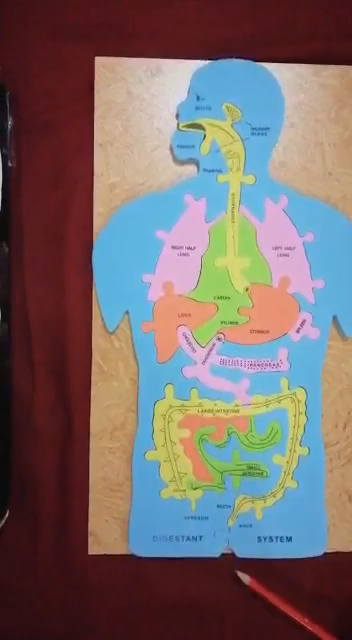 SALIVARY
GLANDS
TONGUE
PHARYNX
OESOPHAGUS
RIGHT HALF
LUNG
LEFT HALF
LUNG
CARDIA
LIVER
PYLORUS
STOMACH
SPLEEN
DUODENUM
PANCREAS
LARGE INTESTINE
SMALL
INTESTINE
RECTUM
APPENDIX
ANUS
DIGESTANT SYSTEM